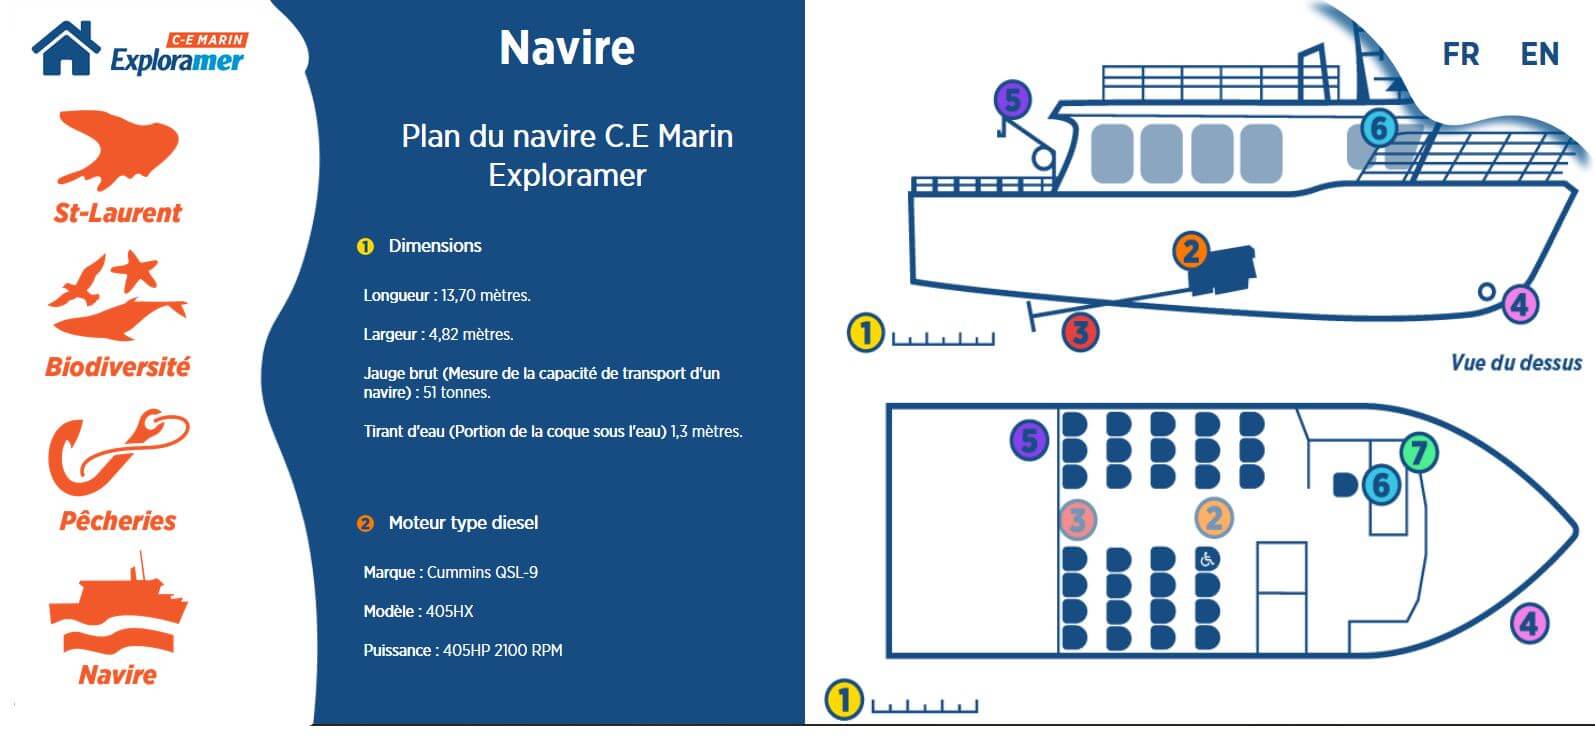 C-E MARIN
Exploramer
St-Laurent
Biodiversité
Pêcheries
Navire
Navire
Plan du navire C.E Marin
Exploramer
1 Dimensions
Longueur : 13,70 mètres.
Largeur : 4,82 mètres.
Jauge brut (Mesure de la capacité de transport d'un
navire) : 51 tonnes.
Tirant d'eau (Portion de la coque sous l'eau) 1,3 mètres.
2 Moteur type diesel
Marque : Cummins QSL-9
Modèle : 405HX
Puissance : 405HP 2100 RPM
FR EN
5
6
2
4
1
3
Vue du dessus
5
7
6
3
2
4
1